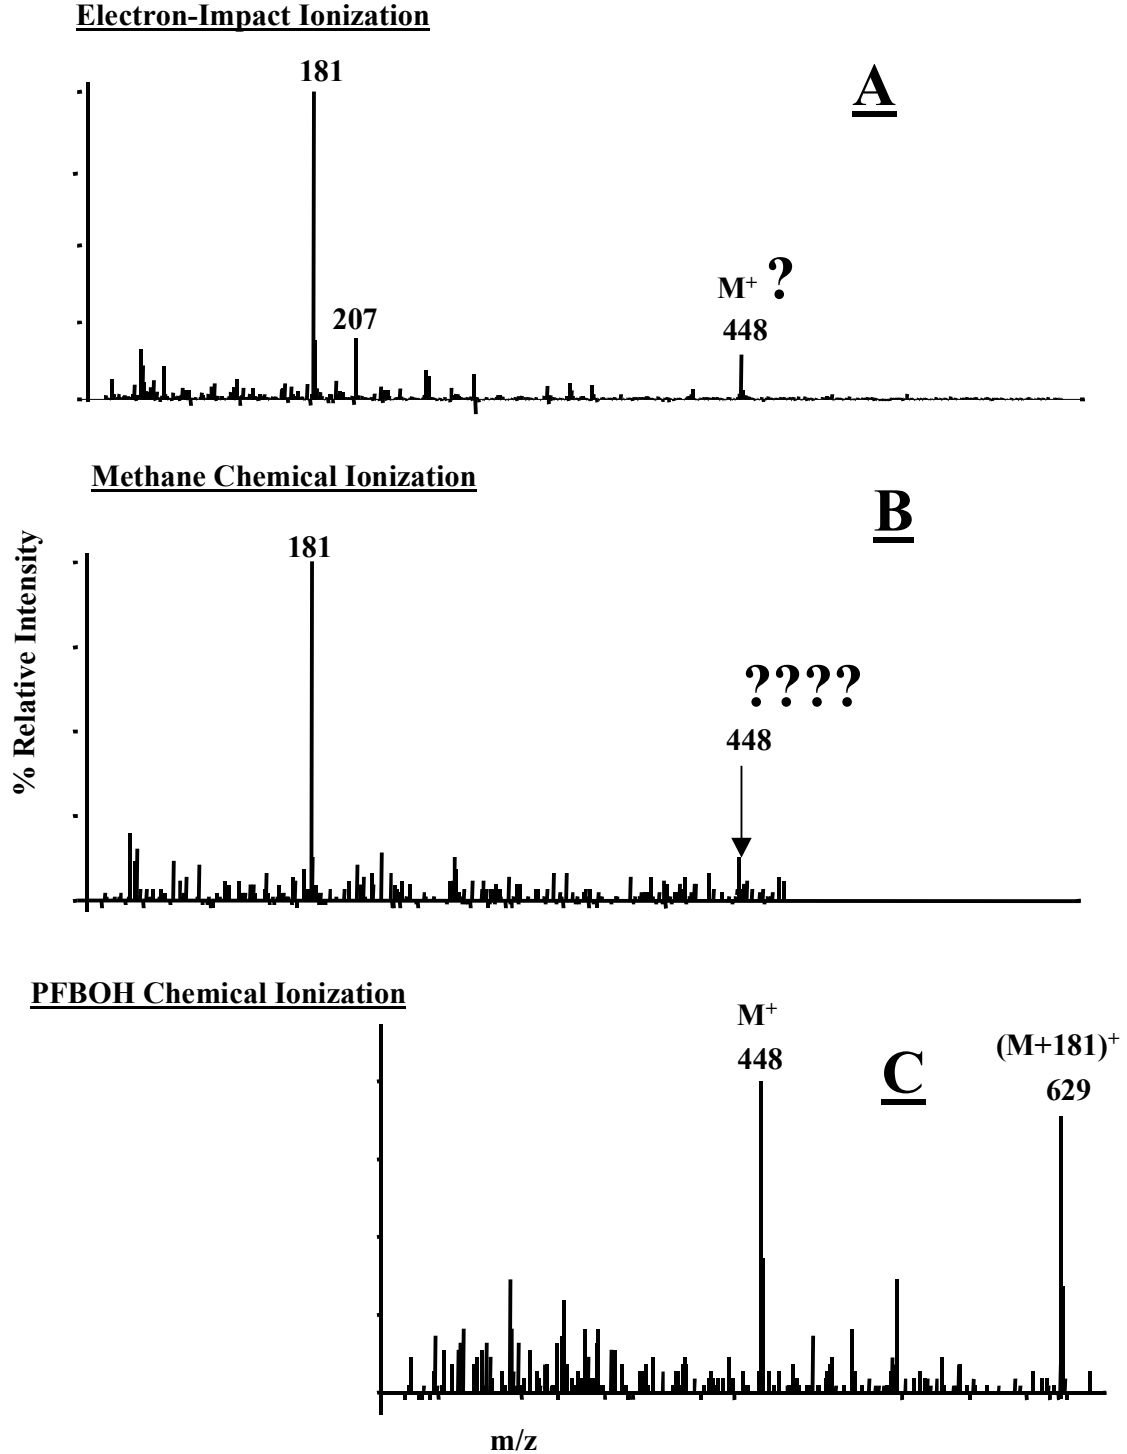 Electron-Impact Ionization
181
A
M+ ?
207
448
Methane Chemical Ionization
B
181
????
448
% Relative Intensity
PFBOH Chemical Ionization
M+
448
(M+181)+
C
629
m/z